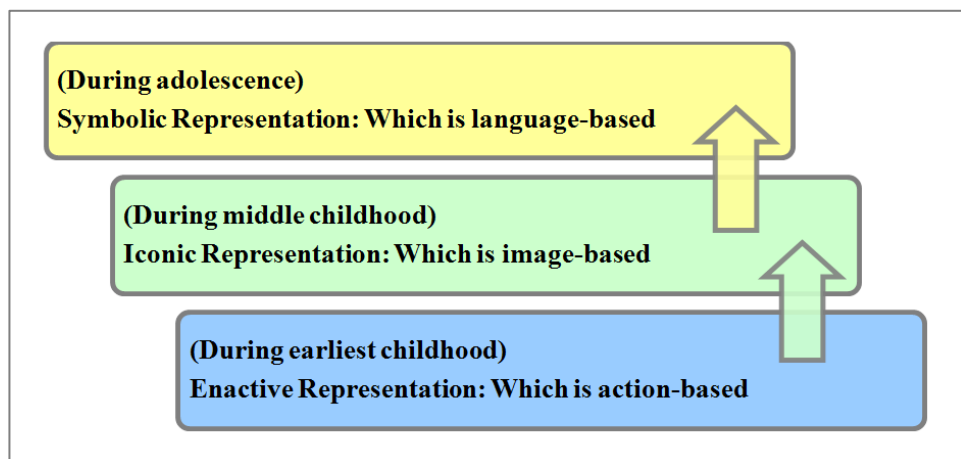 (During adolescence)
Symbolic Representation: Which is language-based
(During middle childhood)
Iconic Representation: Which is image-based
(During earliest childhood)
Enactive Representation: Which is action-based